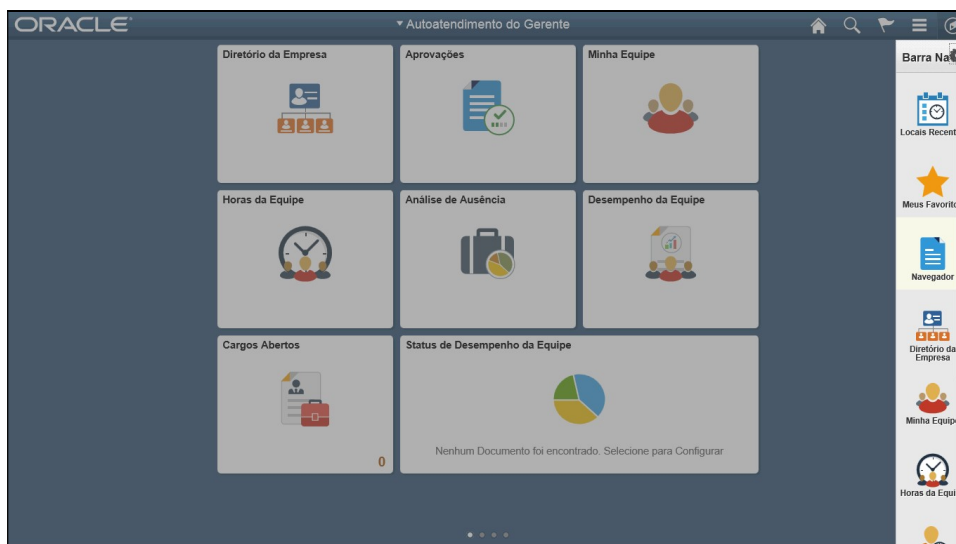 ORACLE
Autoatendimento do Gerente
Diretório da Empresa
Aprovações
Minha Equipe
Horas da Equipe
Análise de Ausência
Desempenho da Equipe
Cargos Abertos
0
Status de Desempenho da Equipe
Nenhum Documento foi encontrado. Selecione para Configurar
Barra Na
Locais Recent
Meus Favorito
Navegador
Diretório da
Empresa
Minha Equipe
Horas da Equi